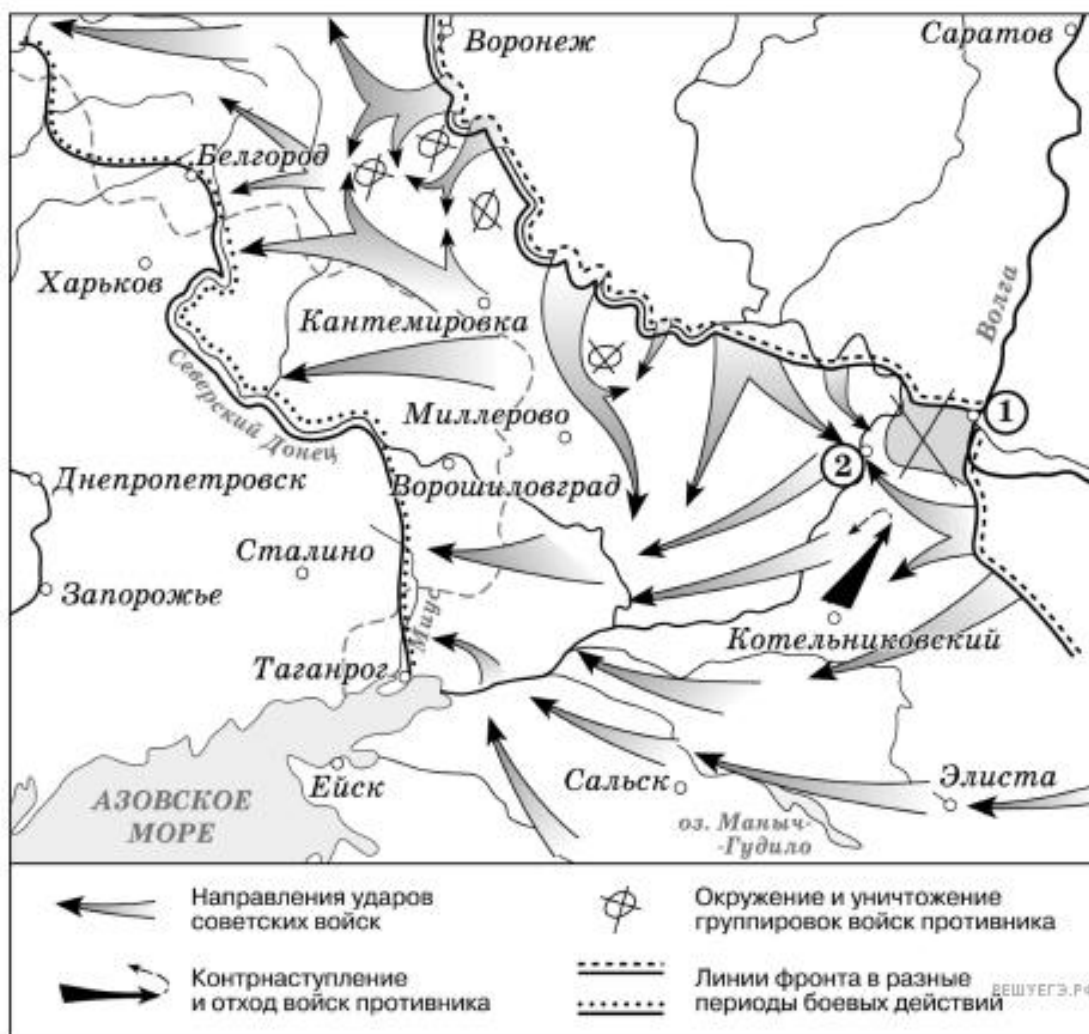 Воронеж
Саратов
Белгород
Волга
Харьков
Кантемировка
Северский Донец
Миллерово
1
2
Днепропетровск
Ворошиловград
Сталино
Запорожье
Миус
Котельниковский
Таганрог
Ейск
Сальск
Элиста
АЗОВСКОЕ
МОРЕ
оз. Маныч-
-Гудило
Направления ударов
советских войск
Окружение и уничтожение
группировок войск противника
Контрнаступление
и отход войск противника
Линии фронта в разные
периоды боевых действий
РЕШУЕГЭ.РФ